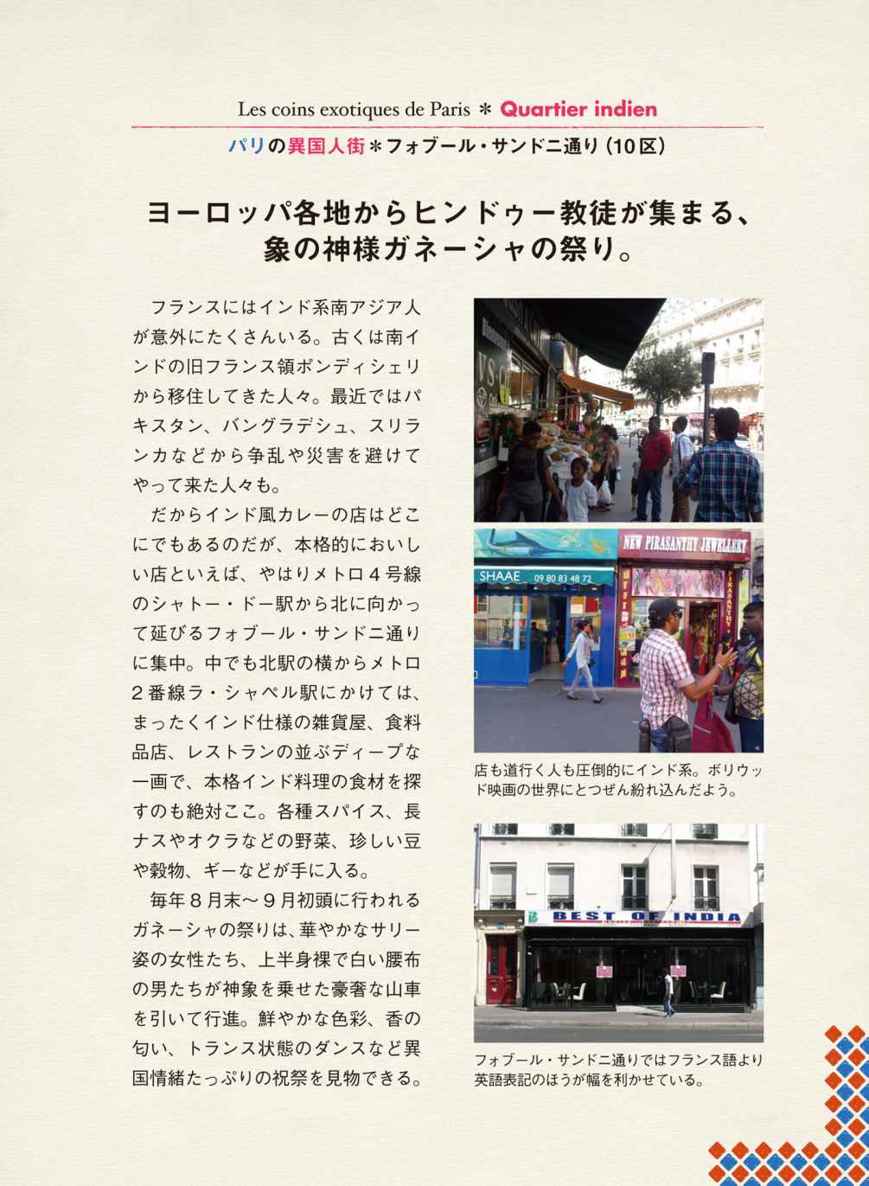 Les coins exotiques de Paris ＊ Quartier indien
パリの異国人街＊フォブール・サンドニ通り（10区）
ヨーロッパ各地からヒンドゥー教徒が集まる、
象の神様ガネーシャの祭り。
フランスにはインド系南アジア人
が意外にたくさんいる。古くは南イ
ンドの旧フランス領ポンディシェリ
から移住してきた人々。最近ではパ
キスタン、バングラデシュ、スリラ
ンカなどから争乱や災害を避けて
やって来た人々も。
だからインド風カレーの店はどこ
にでもあるのだが、本格的においし
い店といえば、やはりメトロ４号線
のシャトー・ドー駅から北に向かっ
て延びるフォブール・サンドニ通り
に集中。中でも北駅の横からメトロ
２番線ラ・シャペル駅にかけては、
まったくインド仕様の雑貨屋、食料
品店、レストランの並ぶディープな
一画で、本格インド料理の食材を探
すのも絶対ここ。各種スパイス、長
ナスやオクラなどの野菜、珍しい豆
や穀物、ギーなどが手に入る。
毎年８月末〜９月初頭に行われる
ガネーシャの祭りは、華やかなサリー
姿の女性たち、上半身裸で白い腰布
の男たちが神象を乗せた豪奢な山車
を引いて行進。鮮やかな色彩、香の
匂い、トランス状態のダンスなど異
国情緒たっぷりの祝祭を見物できる。
VS
SHAAE 09 80 83 48 72
NEW PIRASANTHY JEWELLERY
PIRASANTHY
店も道行く人も圧倒的にインド系。ボリウッ
ド映画の世界にとつぜん紛れ込んだよう。
BEST OF INDIA
フォブール・サンドニ通りではフランス語より
英語表記のほうが幅を利かせている。